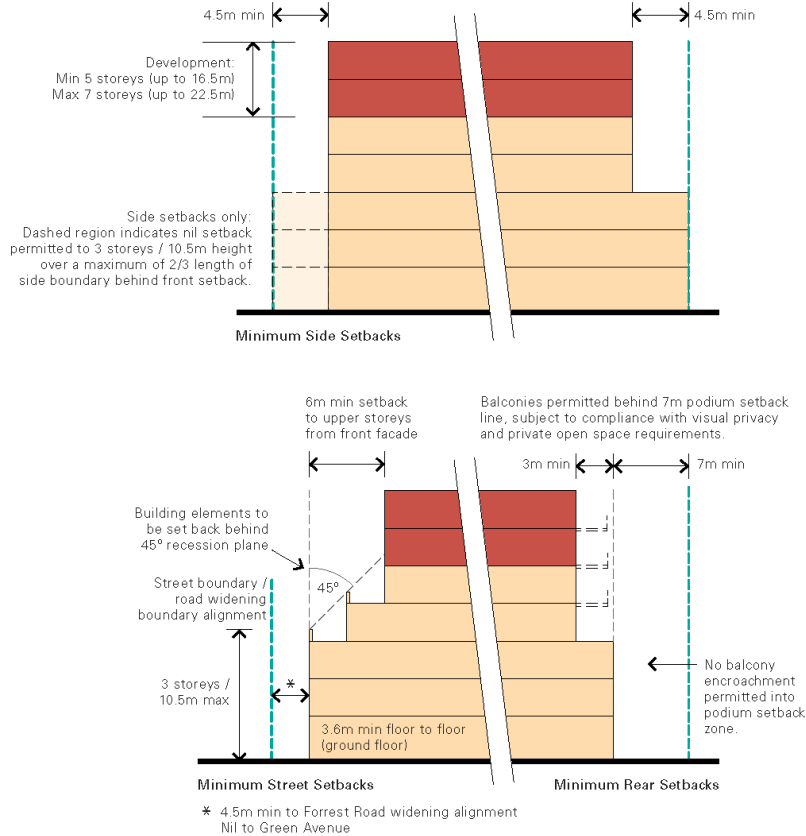 4.5m min
4.5m min
Development:
Min 5 storeys (up to 16.5m)
Max 7 storeys (up to 22.5m)
Side setbacks only:
Dashed region indicates nil setback
permitted to 3 storeys / 10.5m height
over a maximum of 2/3 length of
side boundary behind front setback.
Minimum Side Setbacks
6m min setback
to upper storeys
from front facade
Balconies permitted behind 7m podium setback
line, subject to compliance with visual privacy
and private open space requirements.
3m min
7m min
Building elements to
be set back behind
45° recession plane
45°
Street boundary /
road widening
boundary alignment
3 storeys /
10.5m max
*
3.6m min floor to floor
(ground floor)
No balcony
encroachment
permitted into
podium setback
zone.
Minimum Street Setbacks
Minimum Rear Setbacks
* 4.5m min to Forrest Road widening alignment
Nil to Green Avenue